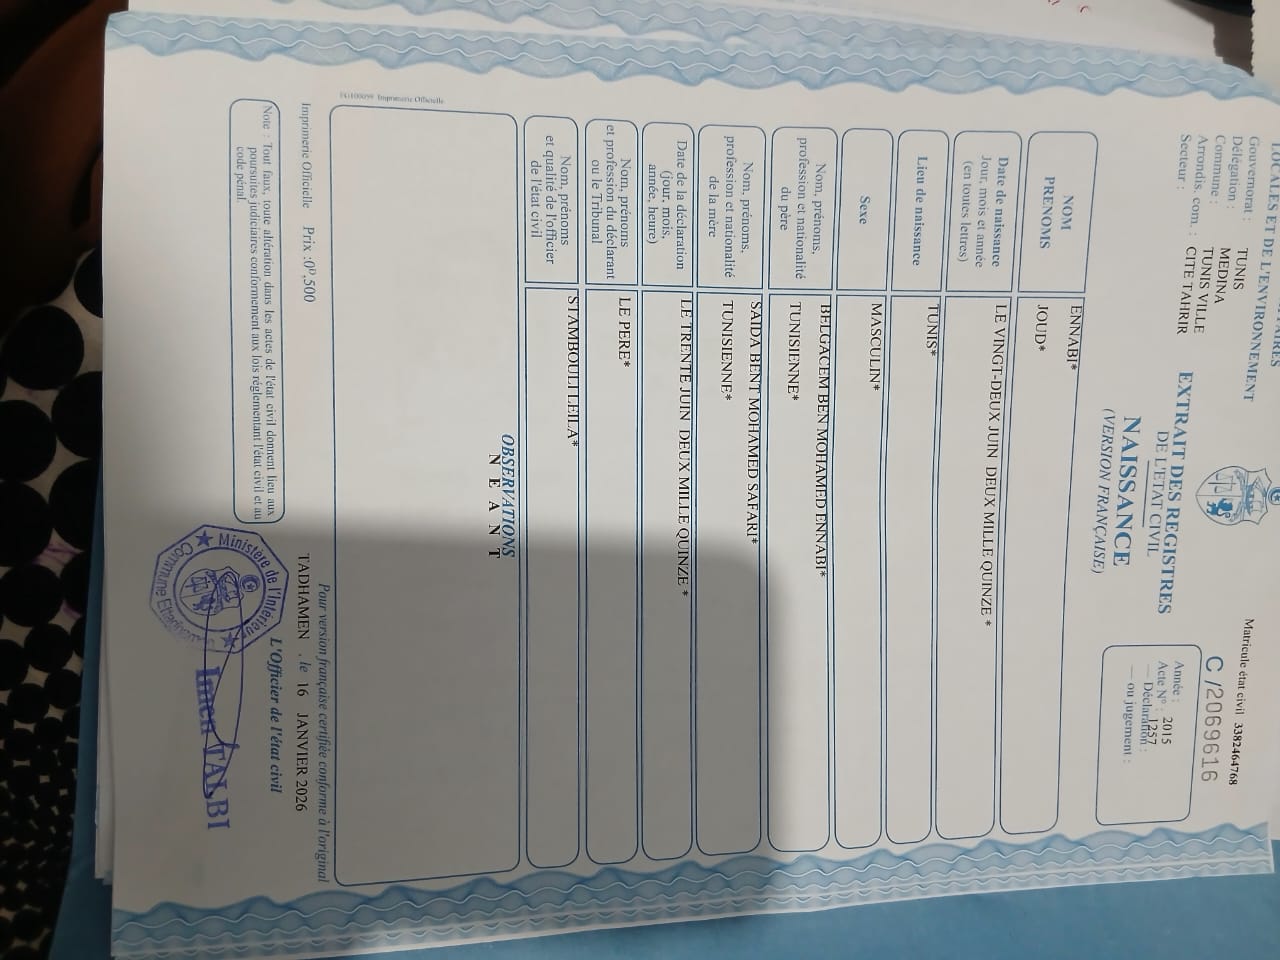 LOCALES ET DE L'ENVIRONNEMENT
Gouvernorat : TUNIS
Délégation : MEDINA
Commune : TUNIS VILLE
Arrondis. com. : CITE TAHRIR
Secteur :
EXTRAIT DES REGISTRES
DE L'ETAT CIVIL
NAISSANCE
(VERSION FRANÇAISE)
Matricule état civil 3382464768
C /2069616
Année : 2015
Acte N° : 1257
— Déclaration :
— ou jugement :
NOM ENNABI*
PRENOMS JOUD*
Date de naissance
Jour, mois et année
(en toutes lettres)
LE VINGT-DEUX JUIN DEUX MILLE QUINZE *
Lieu de naissance TUNIS*
Sexe MASCULIN*
Nom, prénoms,
profession et nationalité
du père
BELGACEM BEN MOHAMED ENNABI*
TUNISIENNE*
Nom, prénoms,
profession et nationalité
de la mère
SAIDA BENT MOHAMED SAFARI*
TUNISIENNE*
Date de la déclaration
(jour, mois,
année, heure)
LE TRENTE JUIN DEUX MILLE QUINZE *
Nom, prénoms
et profession du déclarant
ou le Tribunal
LE PERE*
Nom, prénoms
et qualité de l'officier
de l'état civil
STAMBOULI LEILA*
OBSERVATIONS
N E A N T
Imprimerie Officielle
Pour version française certifiée conforme à l'original
Imprimerie Officielle Prix :0ᴰ,500
TADHAMEN . le 16 JANVIER 2026
L'Officier de l'état civil
Note : Tout faux, toute altération dans les actes de l'état civil donnent lieu aux
poursuites judiciaires conformement aux lois réglementant l'état civil et au
code pénal.
Ministère de l'Intérieur
Commune
TALBI